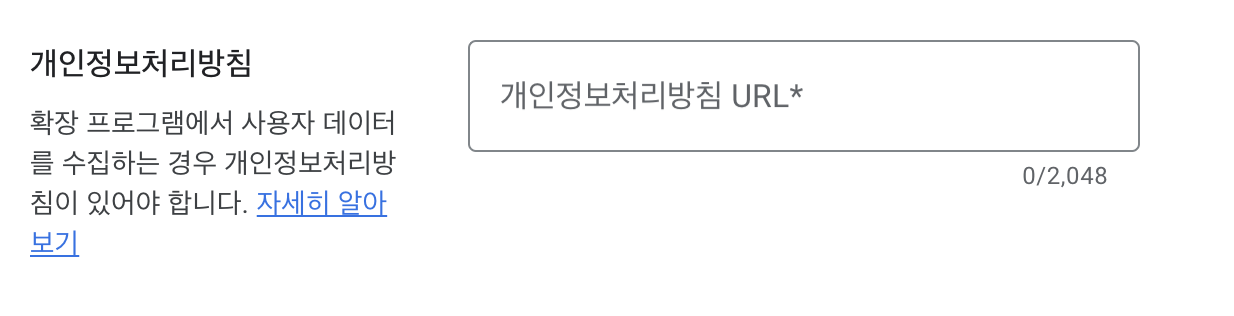 개인정보처리방침
확장 프로그램에서 사용자 데이터
를 수집하는 경우 개인정보처리방
침이 있어야 합니다. 자세히 알아
보기
개인정보처리방침 URL*
0/2,048